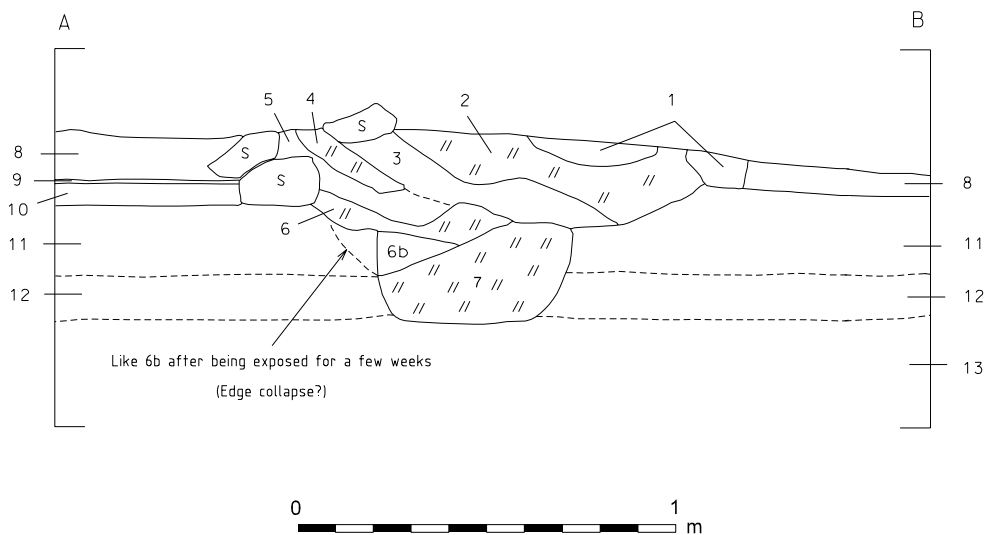 A B
5 4 2 1
S
8 S 3 8
9 S
10
6
11 6b 11
7
12 12
Like 6b after being exposed for a few weeks
(Edge collapse?)
13
0 1
m